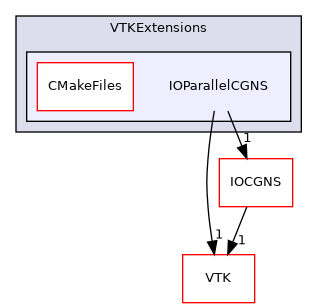 VTKExtensions
CMakeFiles IOParallelCGNS
1
IOCGNS
1 1
VTK